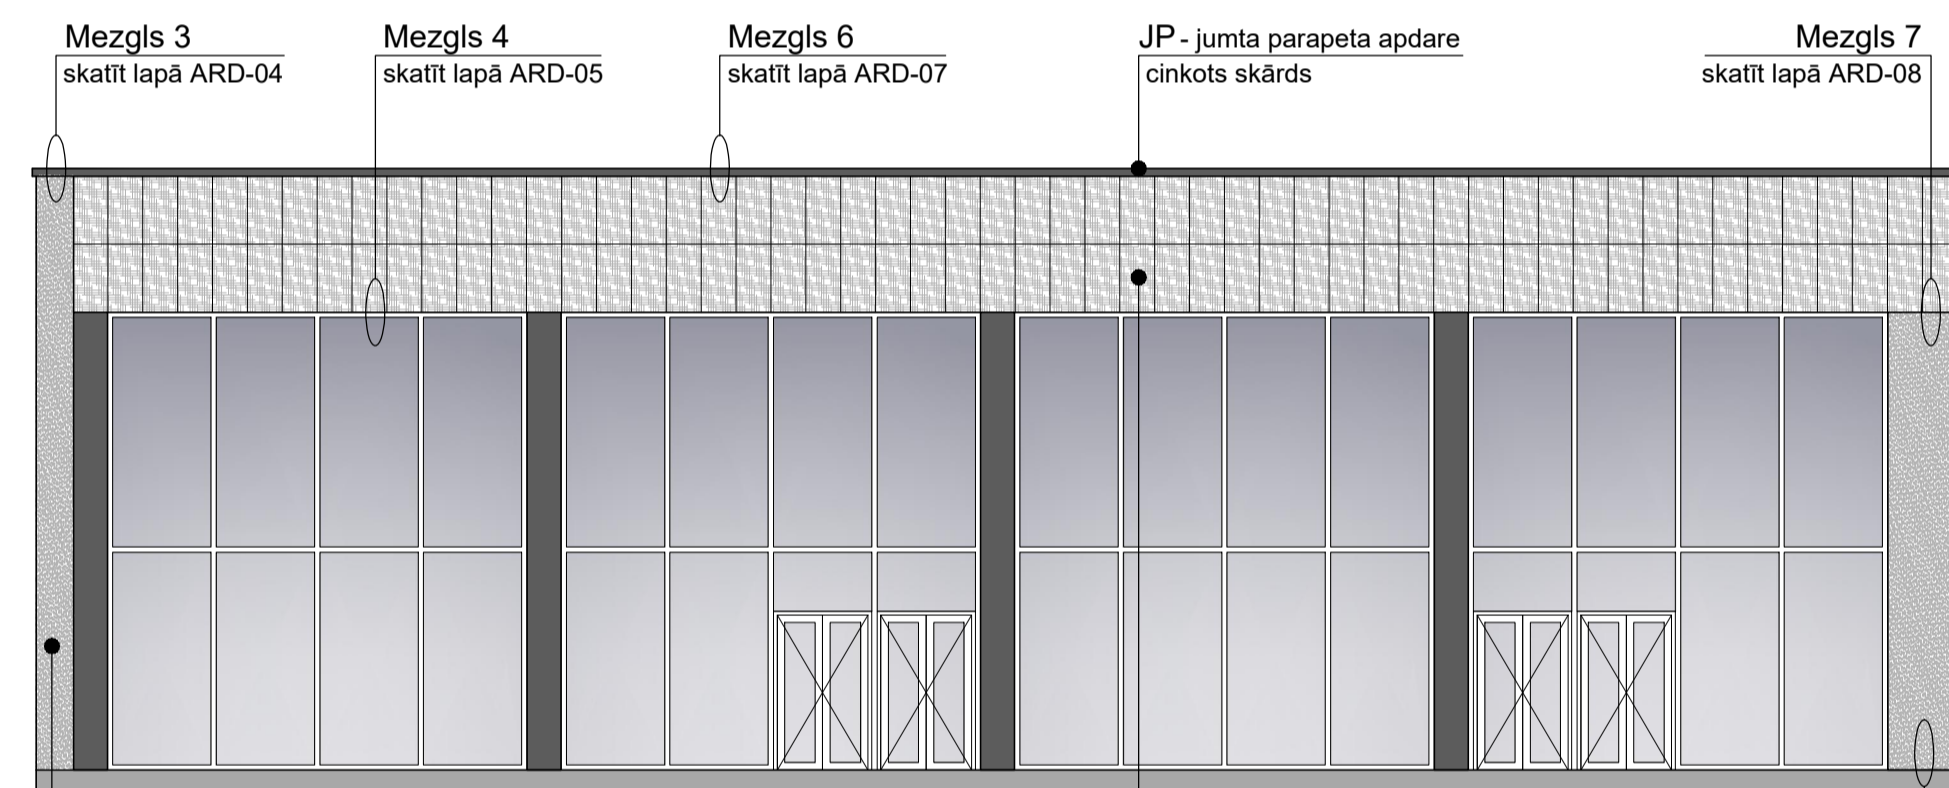 Mezgls 3
skatīt lapā ARD-04
Mezgls 4
skatīt lapā ARD-05
Mezgls 6
skatīt lapā ARD-07
JP - jumta parapeta apdare
cinkots skārds
Mezgls 7
skatīt lapā ARD-08